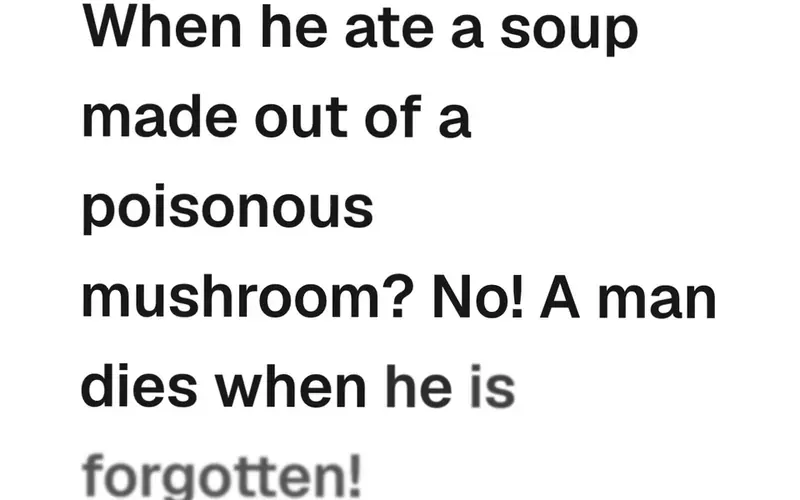 When he ate a soup
made out of a
poisonous
mushroom? No! A man
dies when he is
forgotten!